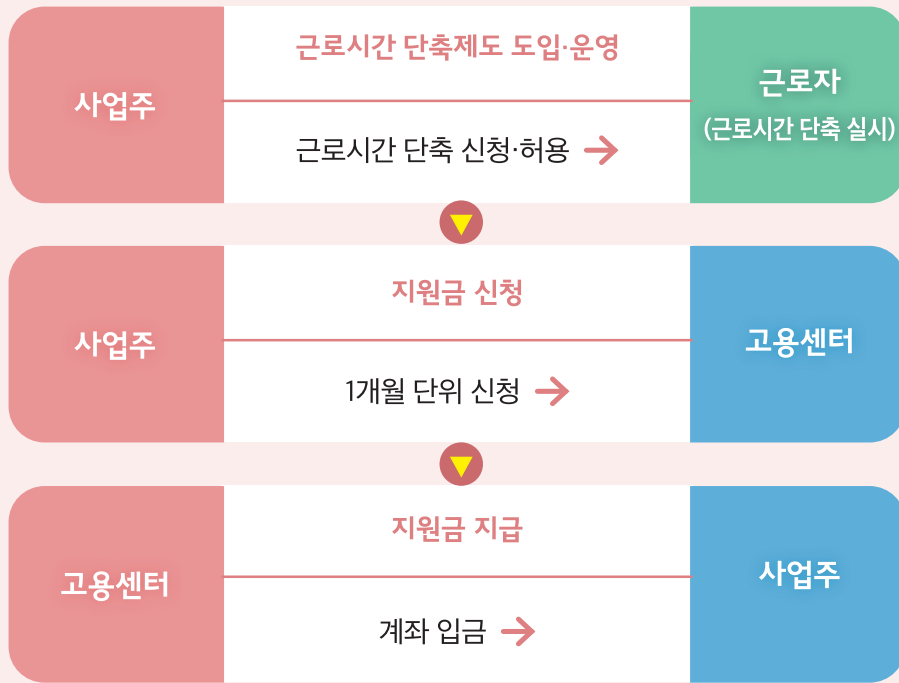 사업주
근로시간 단축제도 도입·운영
근로시간 단축 신청·허용 →
근로자
(근로시간 단축 실시)
▼
사업주
지원금 신청
1개월 단위 신청 →
고용센터
▼
고용센터
지원금 지급
계좌 입금 →
사업주